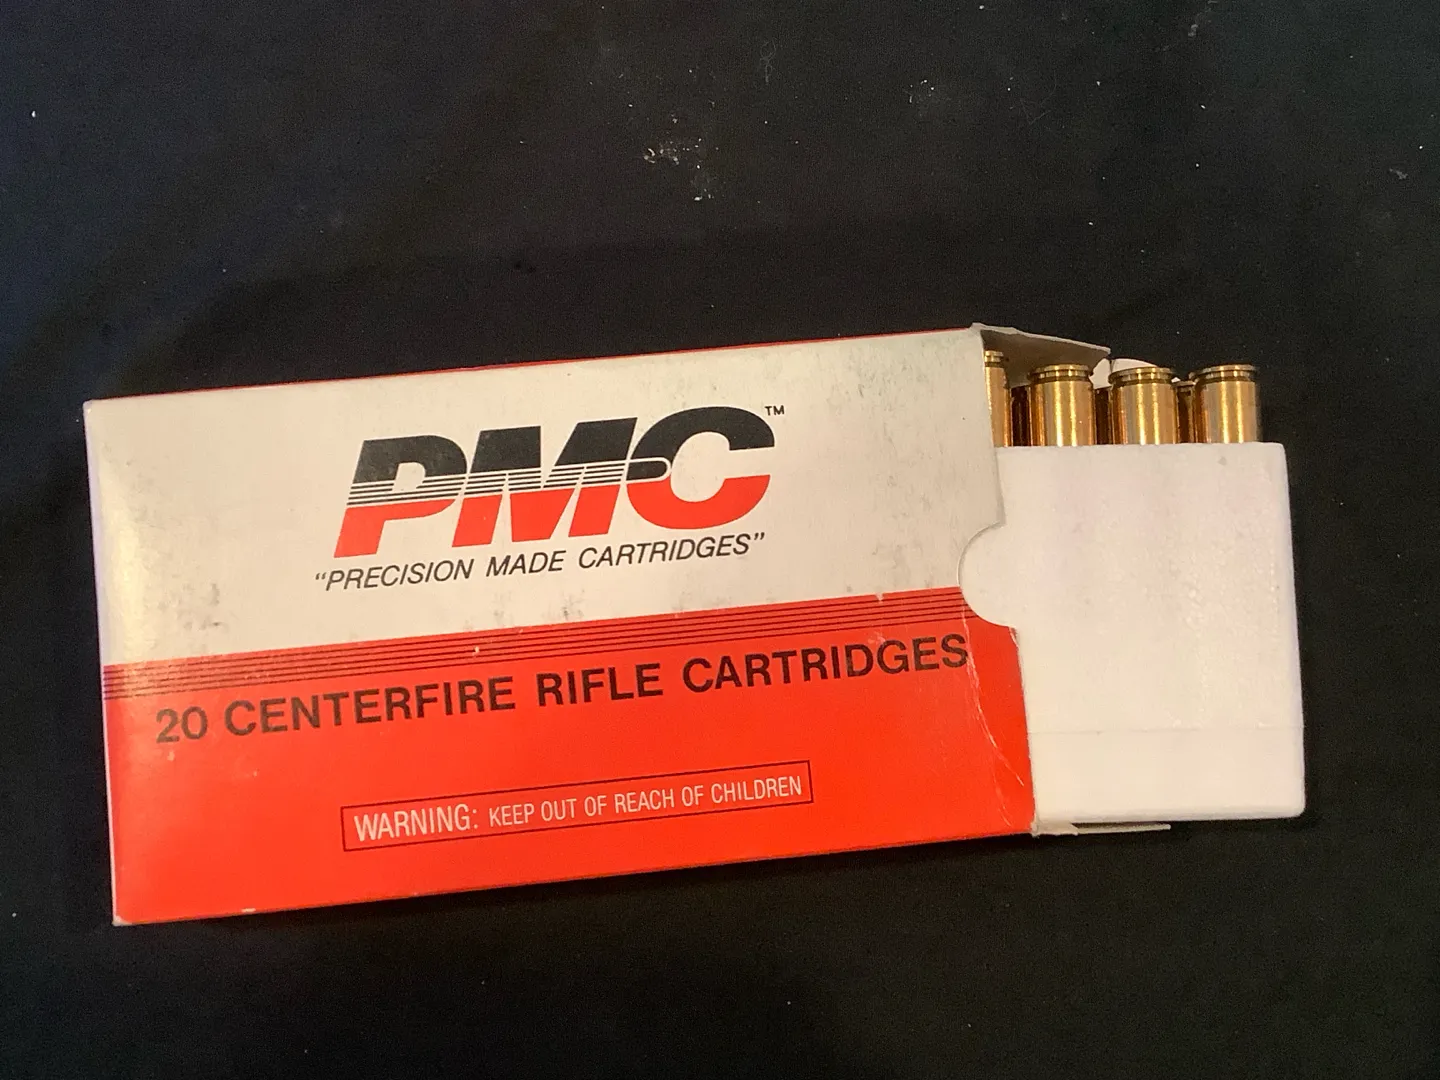 PMC™
"PRECISION MADE CARTRIDGES"
20 CENTERFIRE RIFLE CARTRIDGES
WARNING: KEEP OUT OF REACH OF CHILDREN